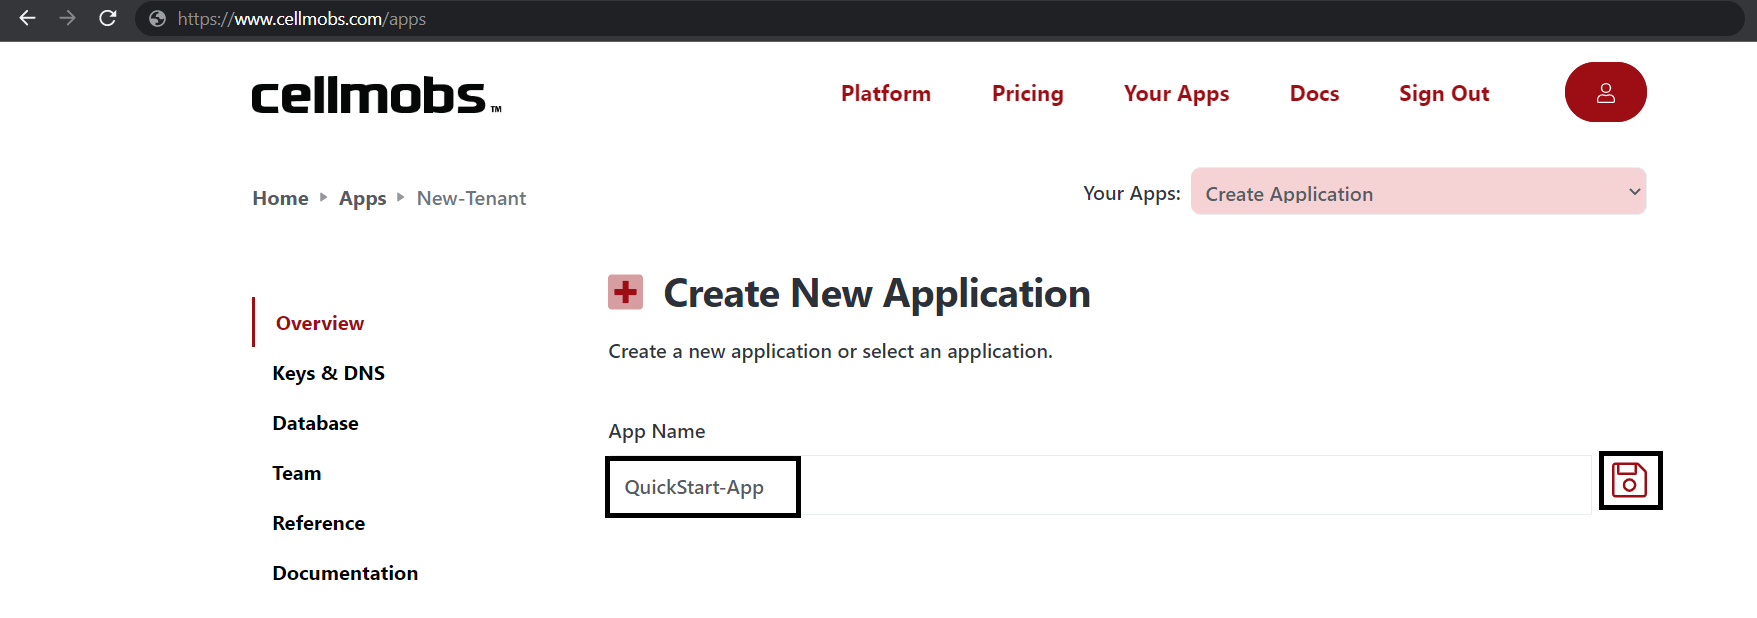 https://www.cellmobs.com/apps
cellmobs™
Platform Pricing Your Apps Docs Sign Out
Home Apps New-Tenant
Your Apps: Create Application
Overview
Keys & DNS
Database
Team
Reference
Documentation
Create New Application
Create a new application or select an application.
App Name
QuickStart-App